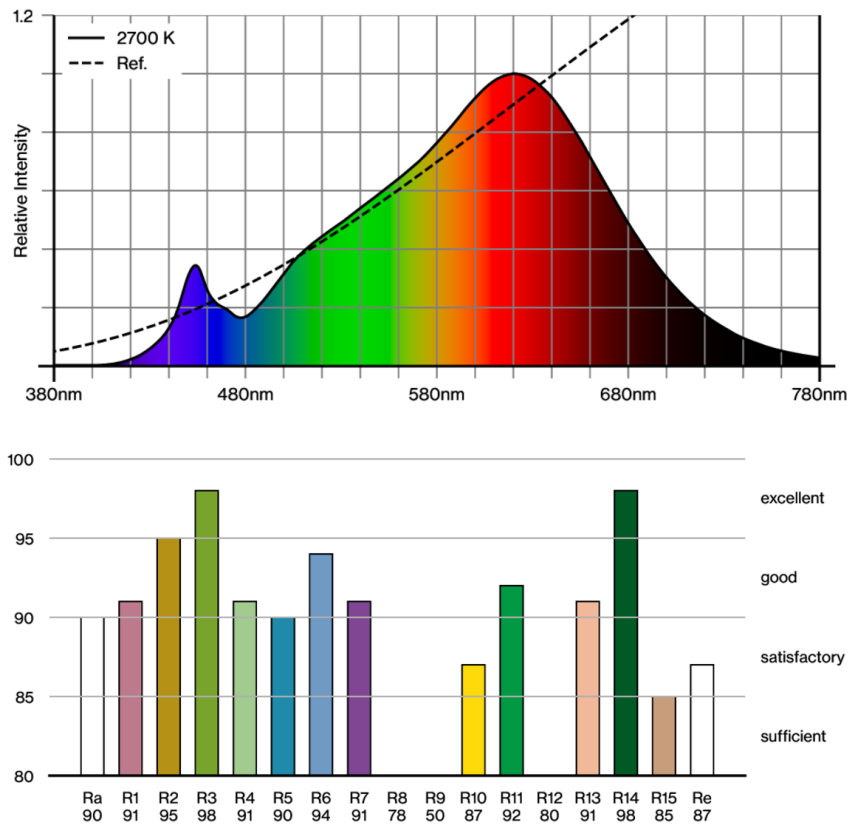 1.2
2700 K
Ref.
Relative Intensity
380nm 480nm 580nm 680nm 780nm
100
excellent
95
good
90
satisfactory
85
sufficient
80
Ra R1 R2 R3 R4 R5 R6 R7 R8 R9 R10 R11 R12 R13 R14 R15 Re
90 91 95 98 91 90 94 91 78 50 87 92 80 91 98 85 87